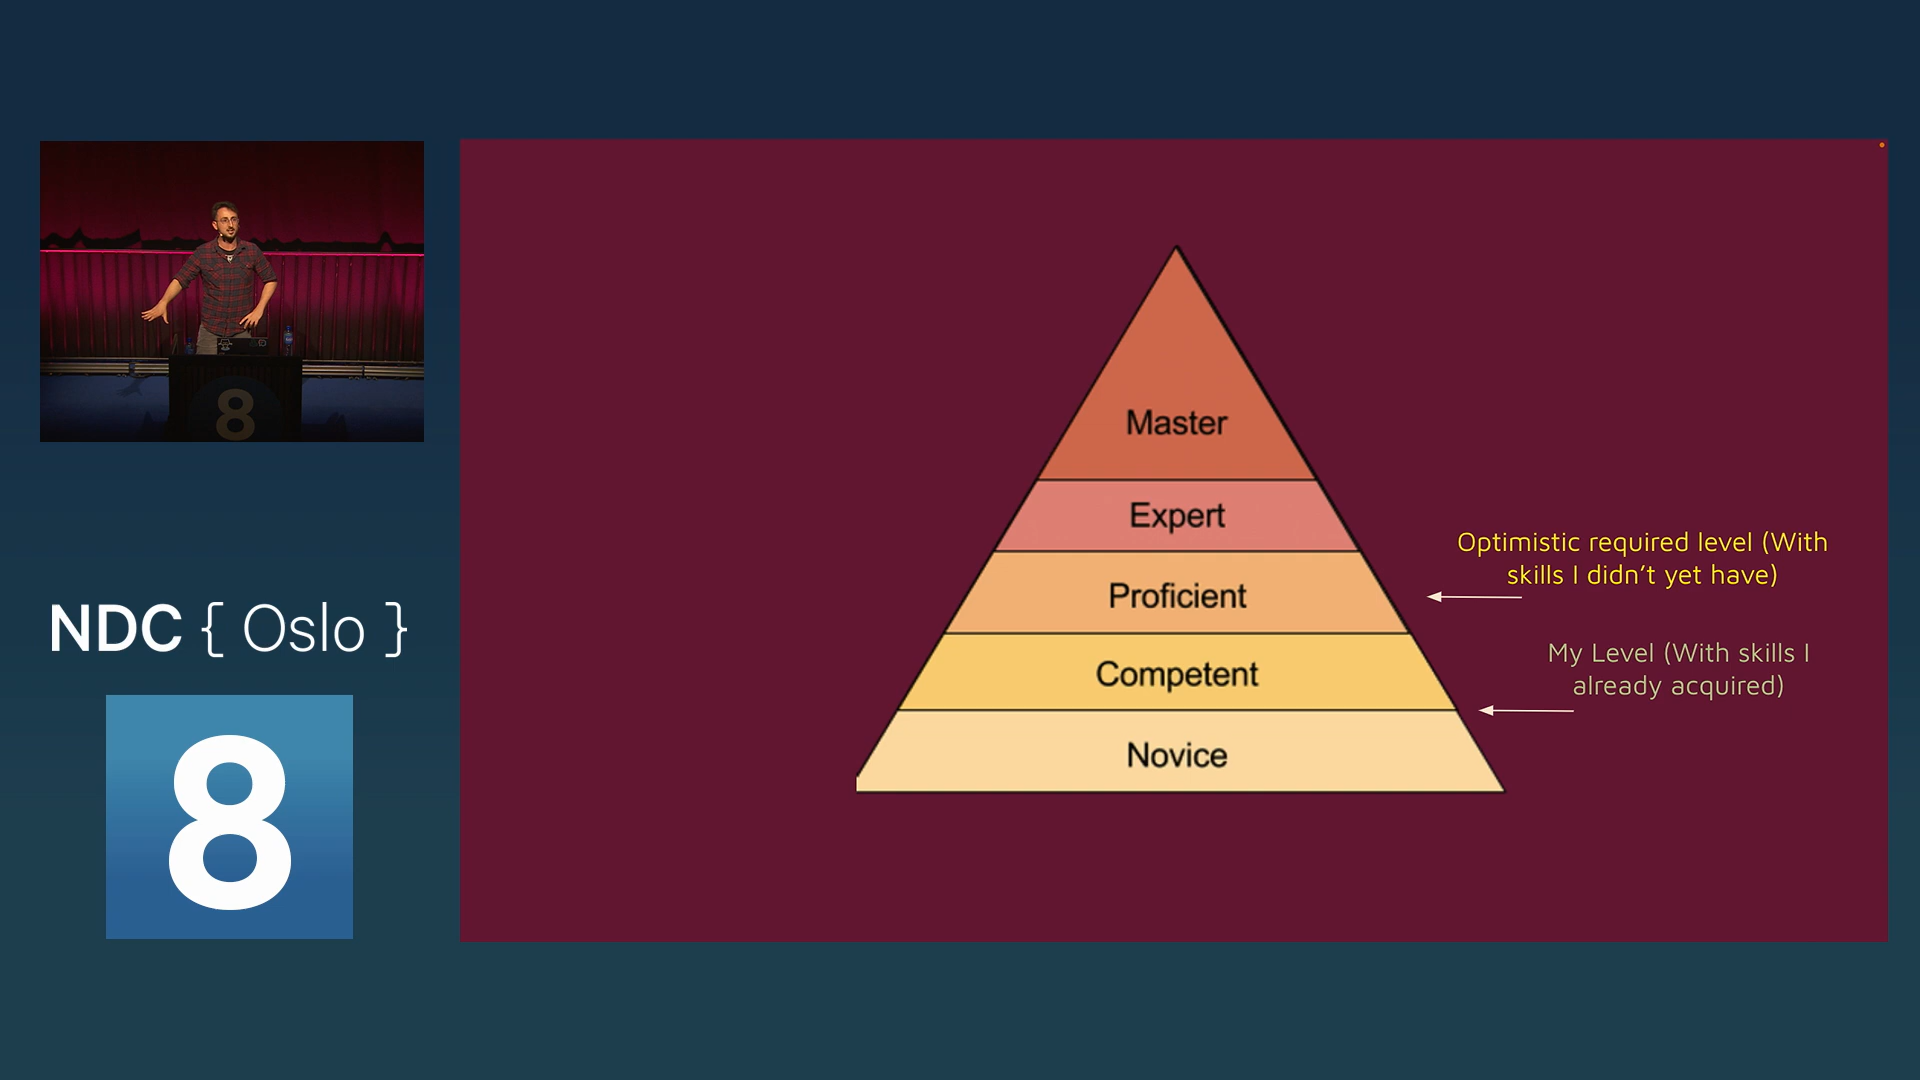 8
NDC { Oslo }
8
Master
Expert
Proficient
Competent
Novice
Optimistic required level (With
skills I didn't yet have)
My Level (With skills I
already acquired)